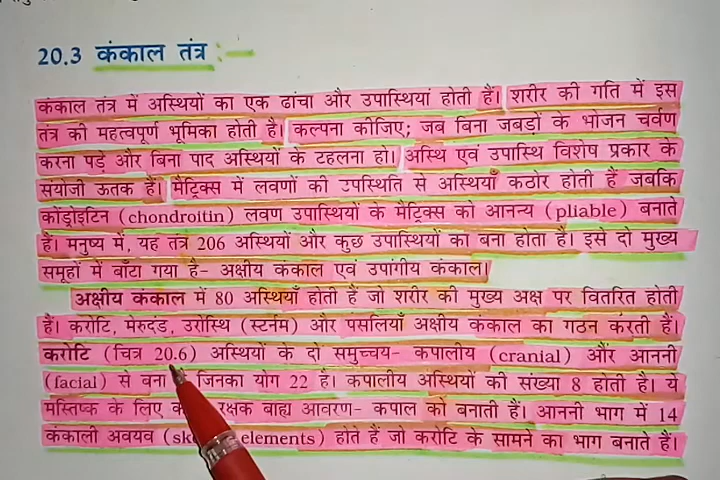 20.3 कंकाल तंत्र :—
कंकाल तंत्र में अस्थियों का एक ढांचा और उपास्थियां होती हैं। शरीर की गति में इस
तंत्र की महत्वपूर्ण भूमिका होती है। कल्पना कीजिए; जब बिना जबड़ों के भोजन चर्वण
करना पड़े और बिना पाद अस्थियों के टहलना हो। अस्थि एवं उपास्थि विशेष प्रकार के
संयोजी ऊतक हैं। मैट्रिक्स में लवणों की उपस्थिति से अस्थियाँ कठोर होती हैं जबकि
कोंड्रोइटिन (chondroitin) लवण उपास्थियों के मैट्रिक्स को आनन्य (pliable) बनाते
हैं। मनुष्य में, यह तंत्र 206 अस्थियों और कुछ उपास्थियों का बना होता है। इसे दो मुख्य
समूहों में बाँटा गया है- अक्षीय कंकाल एवं उपांगीय कंकाल।
अक्षीय कंकाल में 80 अस्थियाँ होती हैं जो शरीर की मुख्य अक्ष पर वितरित होती
हैं। करोटि, मेरुदंड, उरोस्थि (स्टर्नम) और पसलियाँ अक्षीय कंकाल का गठन करती हैं।
करोटि (चित्र 20.6) अस्थियों के दो समुच्चय- कपालीय (cranial) और आननी
(facial) से बना जिनका योग 22 है। कपालीय अस्थियों की संख्या 8 होती है। ये
मस्तिष्क के लिए रक्षक बाह्य आवरण- कपाल को बनाती हैं। आननी भाग में 14
कंकाली अवयव elements) होते हैं जो करोटि के सामने का भाग बनाते हैं।